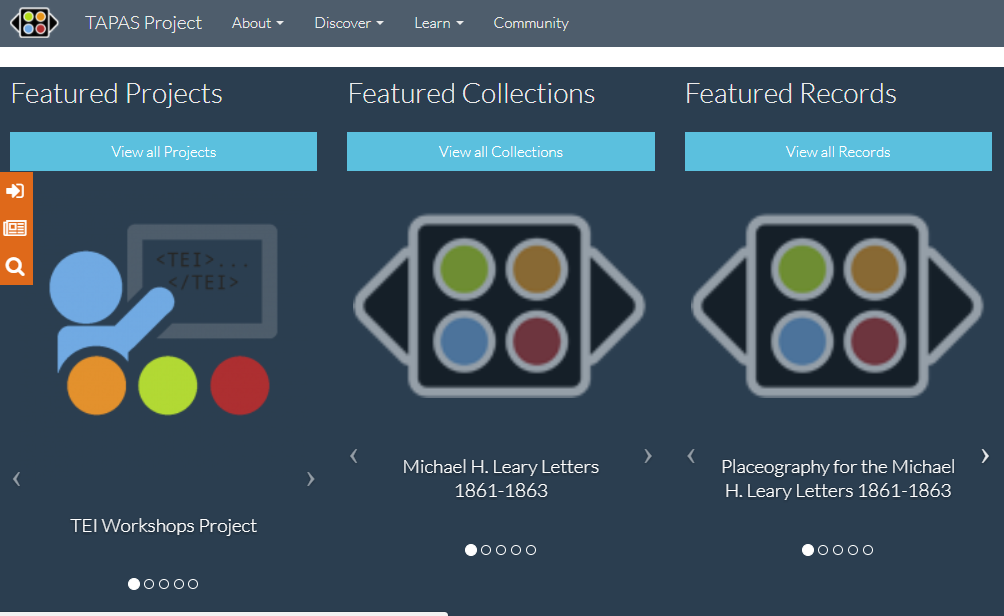 TAPAS Project About Discover Learn Community
Featured Projects
View all Projects
<TEI>...
</TEI>
TEI Workshops Project
Featured Collections
View all Collections
Michael H. Leary Letters
1861-1863
Featured Records
View all Records
Placeography for the Michael
H. Leary Letters 1861-1863